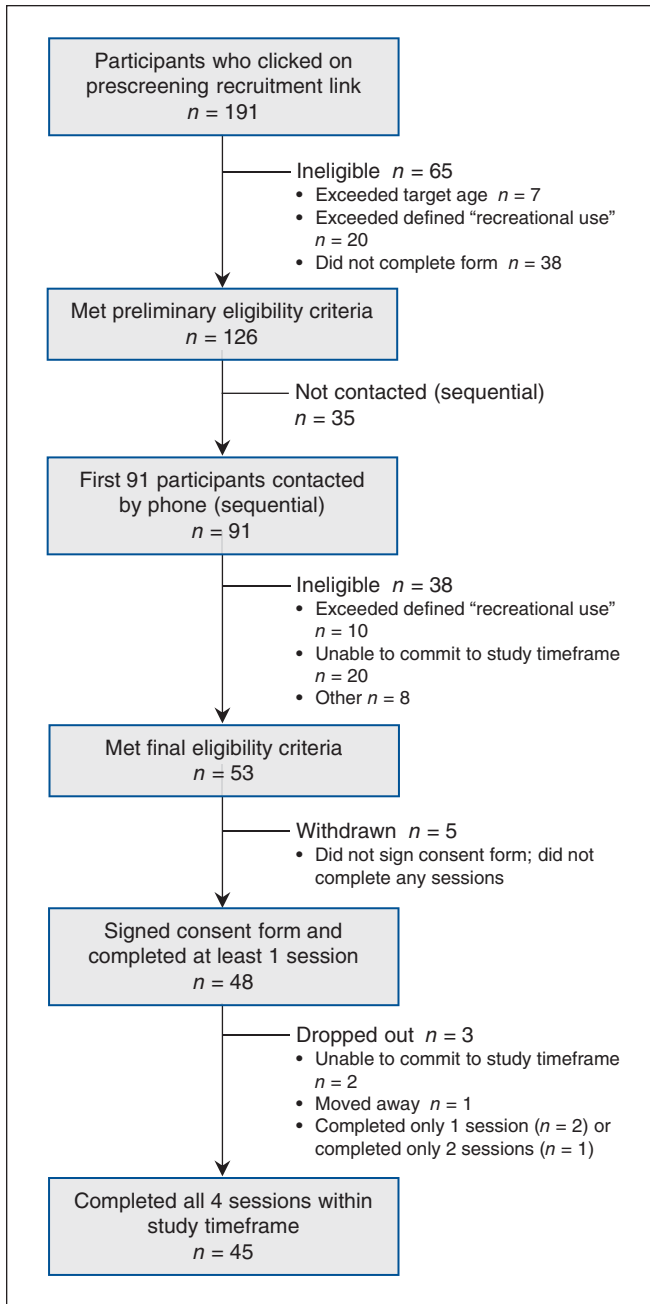 Participants who clicked on
prescreening recruitment link
n = 191
Ineligible n = 65
• Exceeded target age n = 7
• Exceeded defined “recreational use”
n = 20
• Did not complete form n = 38
Met preliminary eligibility criteria
n = 126
Not contacted (sequential)
n = 35
First 91 participants contacted
by phone (sequential)
n = 91
Ineligible n = 38
• Exceeded defined “recreational use”
n = 10
• Unable to commit to study timeframe
n = 20
• Other n = 8
Met final eligibility criteria
n = 53
Withdrawn n = 5
• Did not sign consent form; did not
complete any sessions
Signed consent form and
completed at least 1 session
n = 48
Dropped out n = 3
• Unable to commit to study timeframe
n = 2
• Moved away n = 1
• Completed only 1 session (n = 2) or
completed only 2 sessions (n = 1)
Completed all 4 sessions within
study timeframe
n = 45